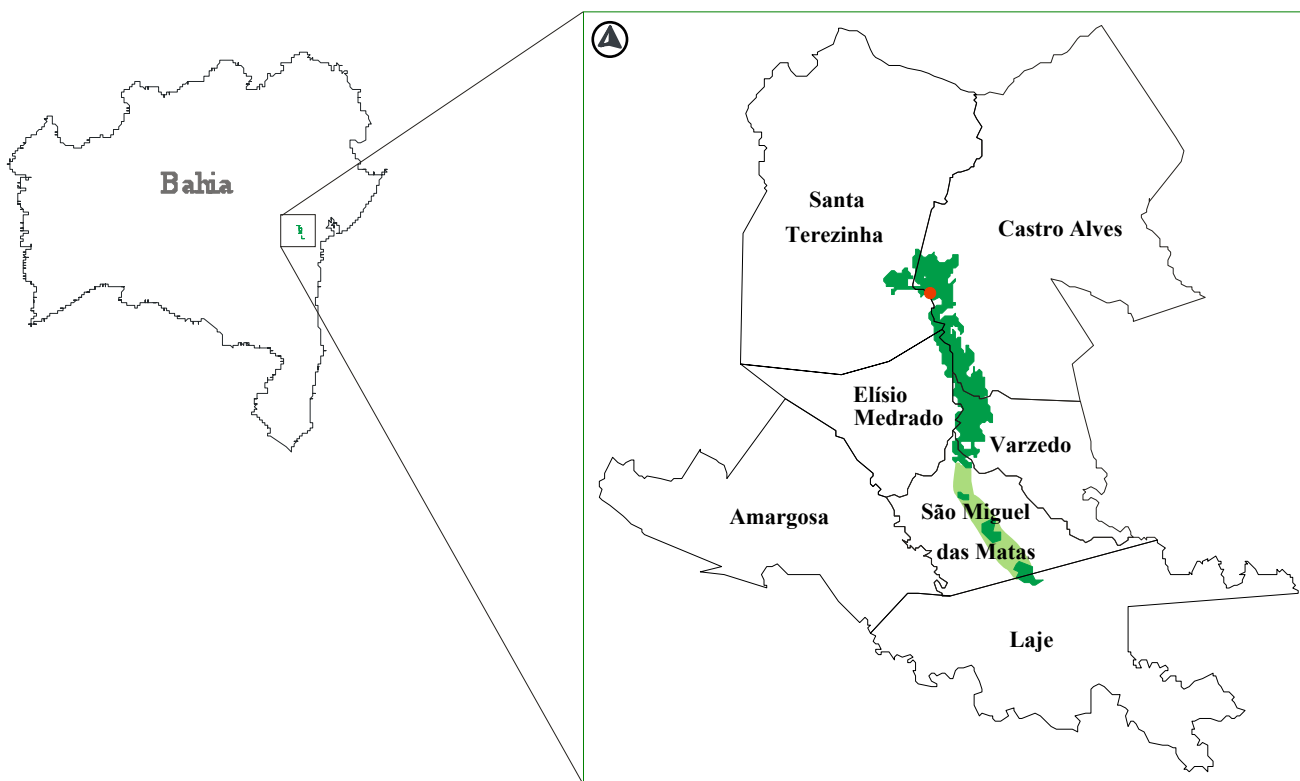 Bahia
Santa
Terezinha
Castro Alves
Elísio
Medrado
Varzedo
Amargosa
São Miguel
das Matas
Laje